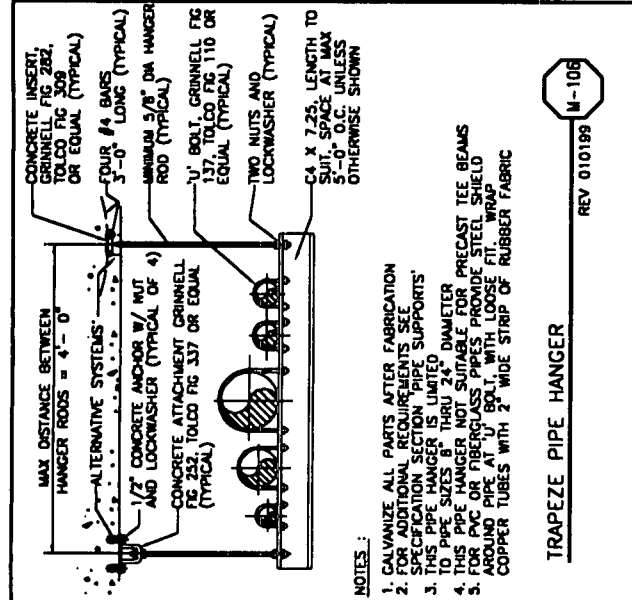 MAX DISTANCE BETWEEN
HANGER RODS = 4'- 0"
ALTERNATIVE SYSTEMS
1/2" CONCRETE ANCHOR W/ NUT
AND LOCKWASHER (TYPICAL OF 4)
CONCRETE ATTACHMENT GRINNELL
FIG 252, TOLCO FIG 337 OR EQUAL
(TYPICAL)
CONCRETE INSERT,
GRINNELL FIG 282,
TOLCO FIG 309
OR EQUAL (TYPICAL)
FOUR #4 BARS
3'-0" LONG (TYPICAL)
MINIMUM 5/8" DIA HANGER
ROD (TYPICAL)
'U' BOLT, GRINNELL FIG
137, TOLCO FIG 110 OR
EQUAL (TYPICAL)
TWO NUTS AND
LOCKWASHER (TYPICAL)
C4 X 7.25, LENGTH TO
SUIT. SPACE AT MAX
5'-0" O.C. UNLESS
OTHERWISE SHOWN
NOTES :
1. GALVANIZE ALL PARTS AFTER FABRICATION
2. FOR ADDITIONAL REQUIREMENTS SEE
SPECIFICATION SECTION 'PIPE SUPPORTS'
3. THIS PIPE HANGER IS LIMITED
TO PIPE SIZES 8" THRU 24" DIAMETER
4. THIS PIPE HANGER NOT SUITABLE FOR PRECAST TEE BEAMS
5. FOR PVC OR FIBERGLASS PIPES PROVIDE STEEL SHIELD
AROUND PIPE AT 'U' BOLT, WITH LOOSE FIT. WRAP
COPPER TUBES WITH 2" WIDE STRIP OF RUBBER FABRIC
TRAPEZE PIPE HANGER
M-106
REV 010199